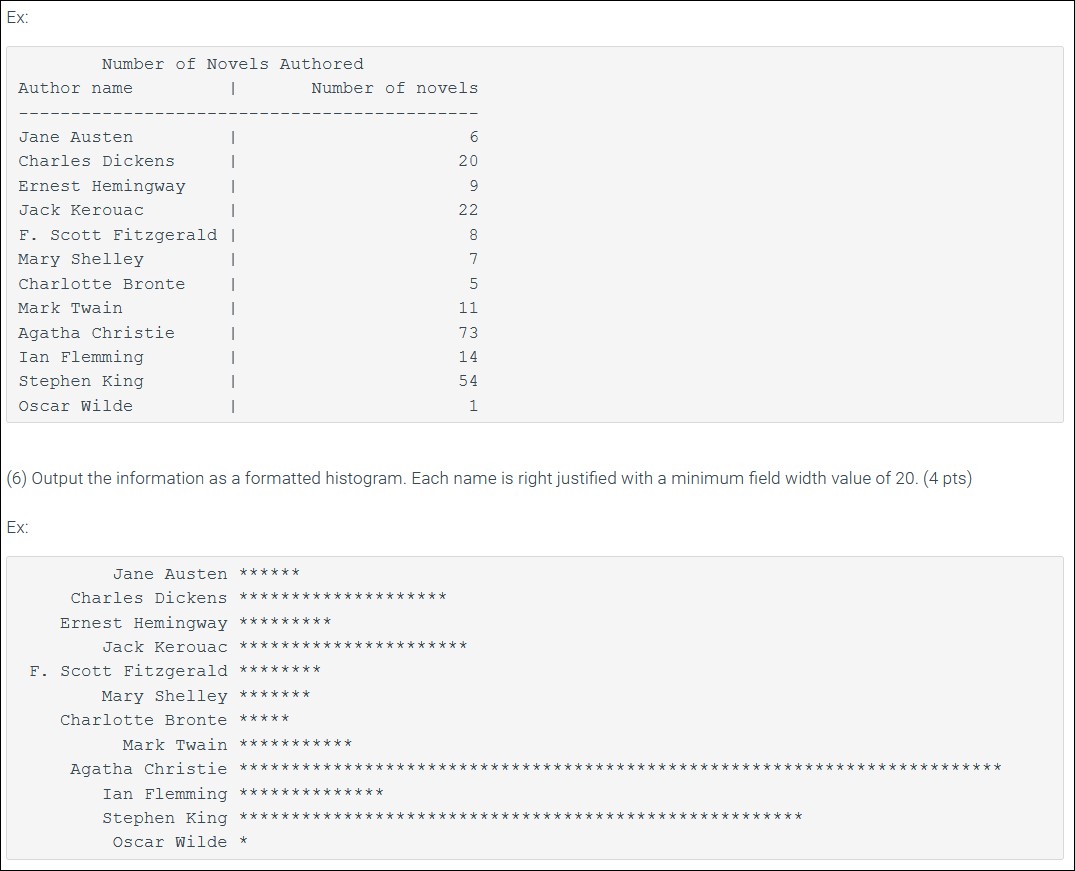 Ex:
        Number of Novels Authored
Author name         |       Number of novels
--------------------------------------------
Jane Austen         |                      6
Charles Dickens     |                     20
Ernest Hemingway    |                      9
Jack Kerouac        |                     22
F. Scott Fitzgerald |                      8
Mary Shelley        |                      7
Charlotte Bronte    |                      5
Mark Twain          |                     11
Agatha Christie     |                     73
Ian Flemming        |                     14
Stephen King        |                     54
Oscar Wilde         |                      1
(6) Output the information as a formatted histogram. Each name is right justified with a minimum field width value of 20. (4 pts)
Ex:
         Jane Austen ******
     Charles Dickens ********************
    Ernest Hemingway *********
        Jack Kerouac **********************
 F. Scott Fitzgerald ********
        Mary Shelley *******
    Charlotte Bronte *****
          Mark Twain ***********
     Agatha Christie *************************************************************************
        Ian Flemming **************
        Stephen King ******************************************************
         Oscar Wilde *